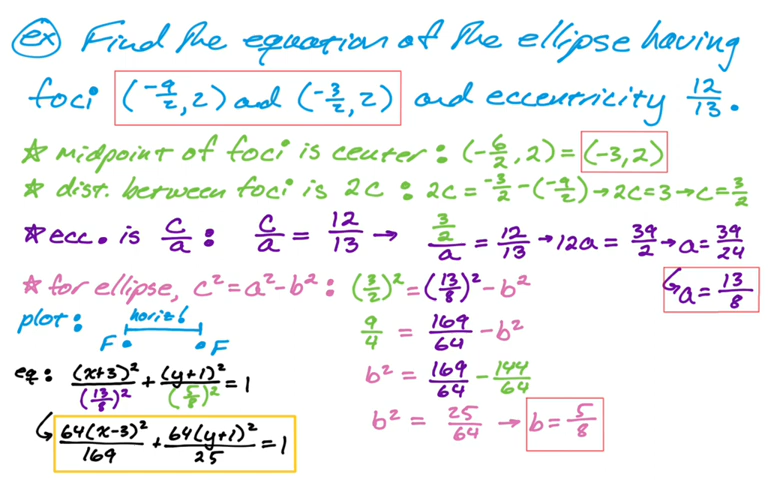 ex Find the equation of the ellipse having
foci (-9/2, 2) and (-3/2, 2) and eccentricity 12/13.
☆ midpoint of foci is center: (-6/2, 2) = (-3, 2)
☆ dist. between foci is 2c: 2c = -3/2 - (-9/2) → 2c = 3 → c = 3/2
☆ ecc. is c/a: c/a = 12/13 → (3/2)/a = 12/13 → 12a = 39/2 → a = 39/24
↳ a = 13/8
☆ for ellipse, c² = a² - b²: (3/2)² = (13/8)² - b²
9/4 = 169/64 - b²
b² = 169/64 - 144/64
b² = 25/64 → b = 5/8
plot: horiz!
F F
eq: (x+3)²/(13/8)² + (y+1)²/(5/8)² = 1
↳ 64(x-3)²/169 + 64(y+1)²/25 = 1